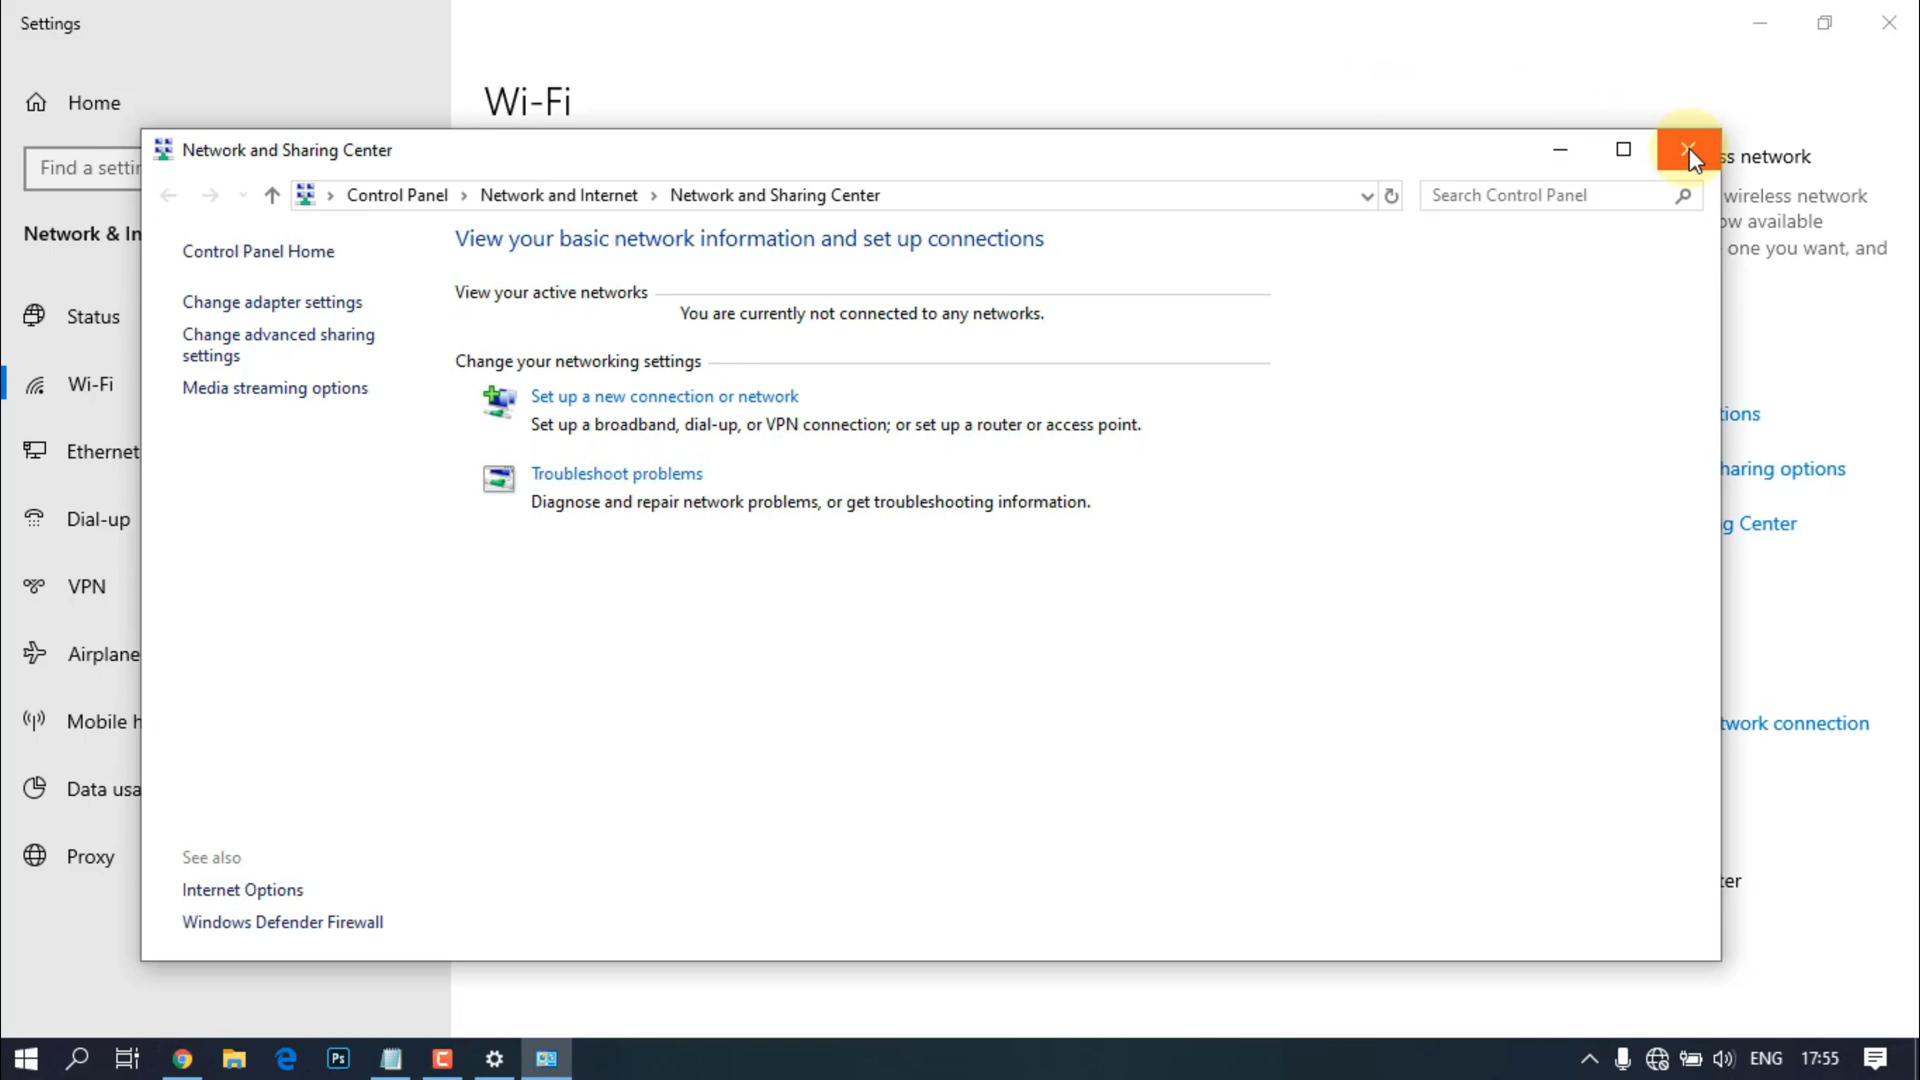 Settings
Home
Find a settin
Network & In
Status
Wi-Fi
Ethernet
Dial-up
VPN
Airplane
Mobile h
Data usa
Proxy
Wi-Fi
Network and Sharing Center
Control Panel > Network and Internet > Network and Sharing Center
Search Control Panel
Control Panel Home
Change adapter settings
Change advanced sharing
settings
Media streaming options
See also
Internet Options
Windows Defender Firewall
View your basic network information and set up connections
View your active networks
You are currently not connected to any networks.
Change your networking settings
Set up a new connection or network
Set up a broadband, dial-up, or VPN connection; or set up a router or access point.
Troubleshoot problems
Diagnose and repair network problems, or get troubleshooting information.
ss network
wireless network
ow available
one you want, and
tions
haring options
g Center
twork connection
ter
Ps
C
ENG
17:55